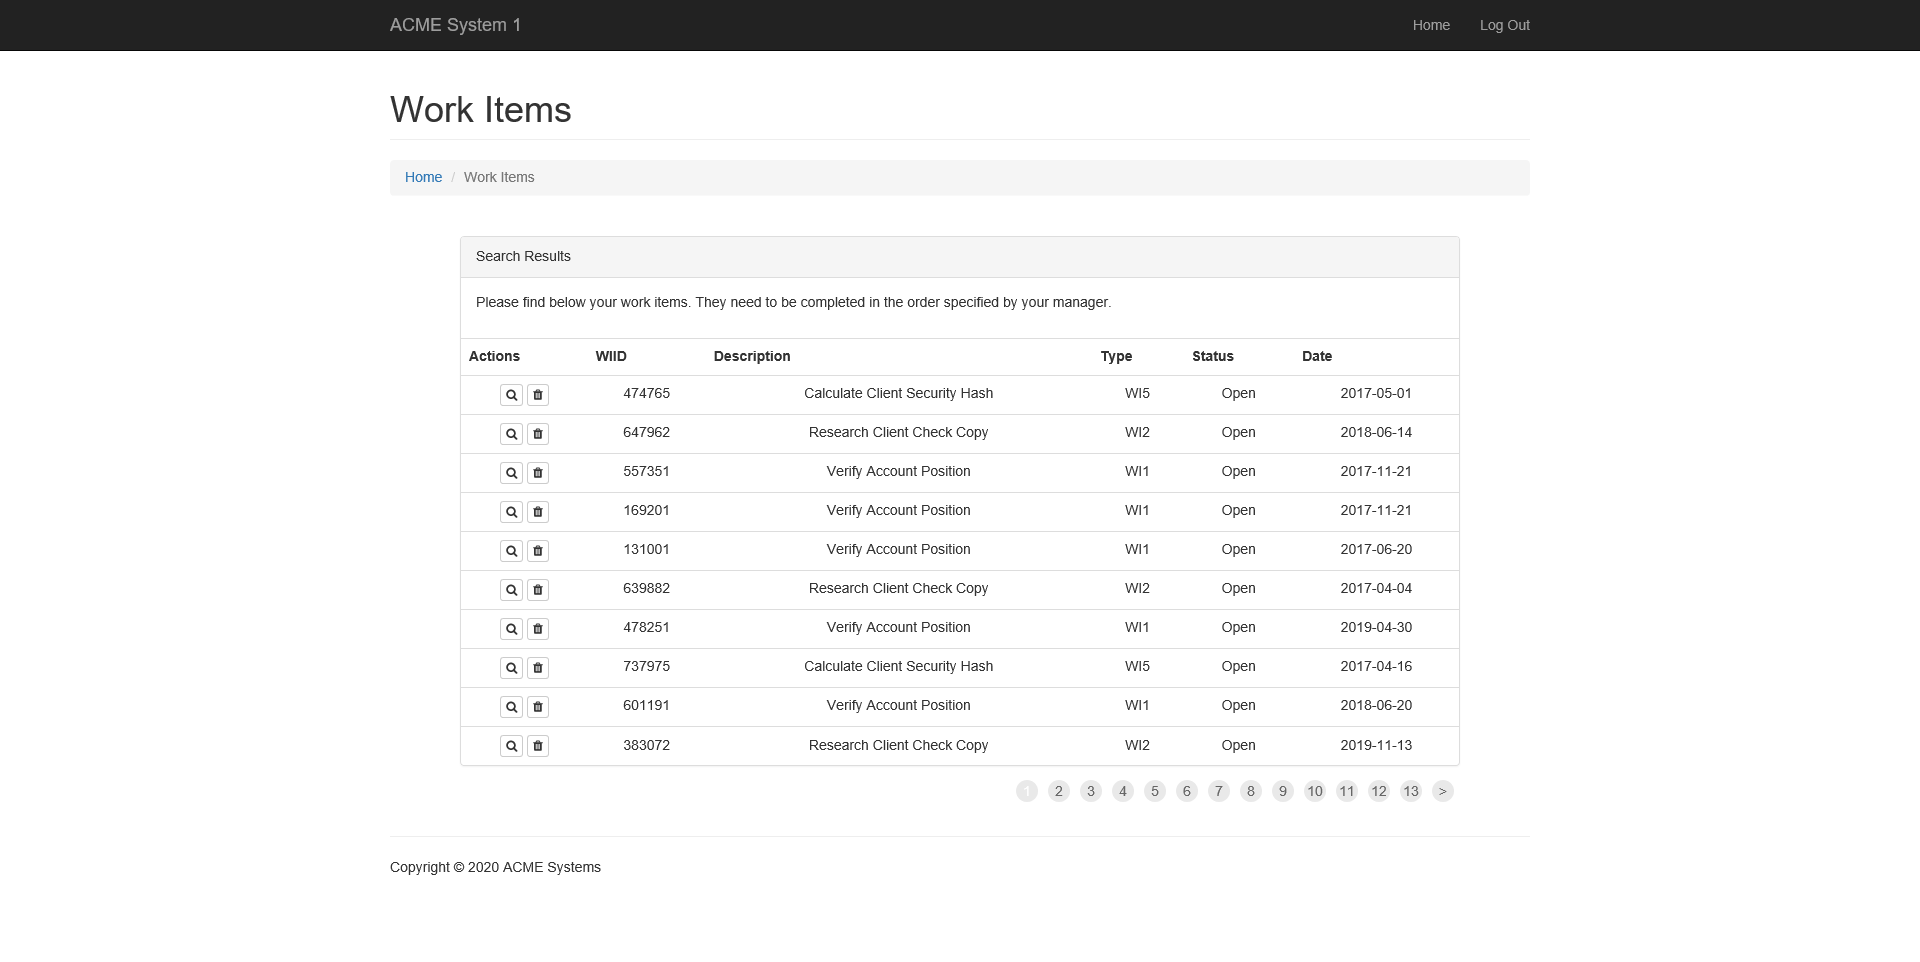 ACME System 1 Home Log Out
Work Items
Home / Work Items
Search Results
Please find below your work items. They need to be completed in the order specified by your manager.
Actions WIID Description Type Status Date
474765 Calculate Client Security Hash WI5 Open 2017-05-01
647962 Research Client Check Copy WI2 Open 2018-06-14
557351 Verify Account Position WI1 Open 2017-11-21
169201 Verify Account Position WI1 Open 2017-11-21
131001 Verify Account Position WI1 Open 2017-06-20
639882 Research Client Check Copy WI2 Open 2017-04-04
478251 Verify Account Position WI1 Open 2019-04-30
737975 Calculate Client Security Hash WI5 Open 2017-04-16
601191 Verify Account Position WI1 Open 2018-06-20
383072 Research Client Check Copy WI2 Open 2019-11-13
1 2 3 4 5 6 7 8 9 10 11 12 13 >
Copyright © 2020 ACME Systems